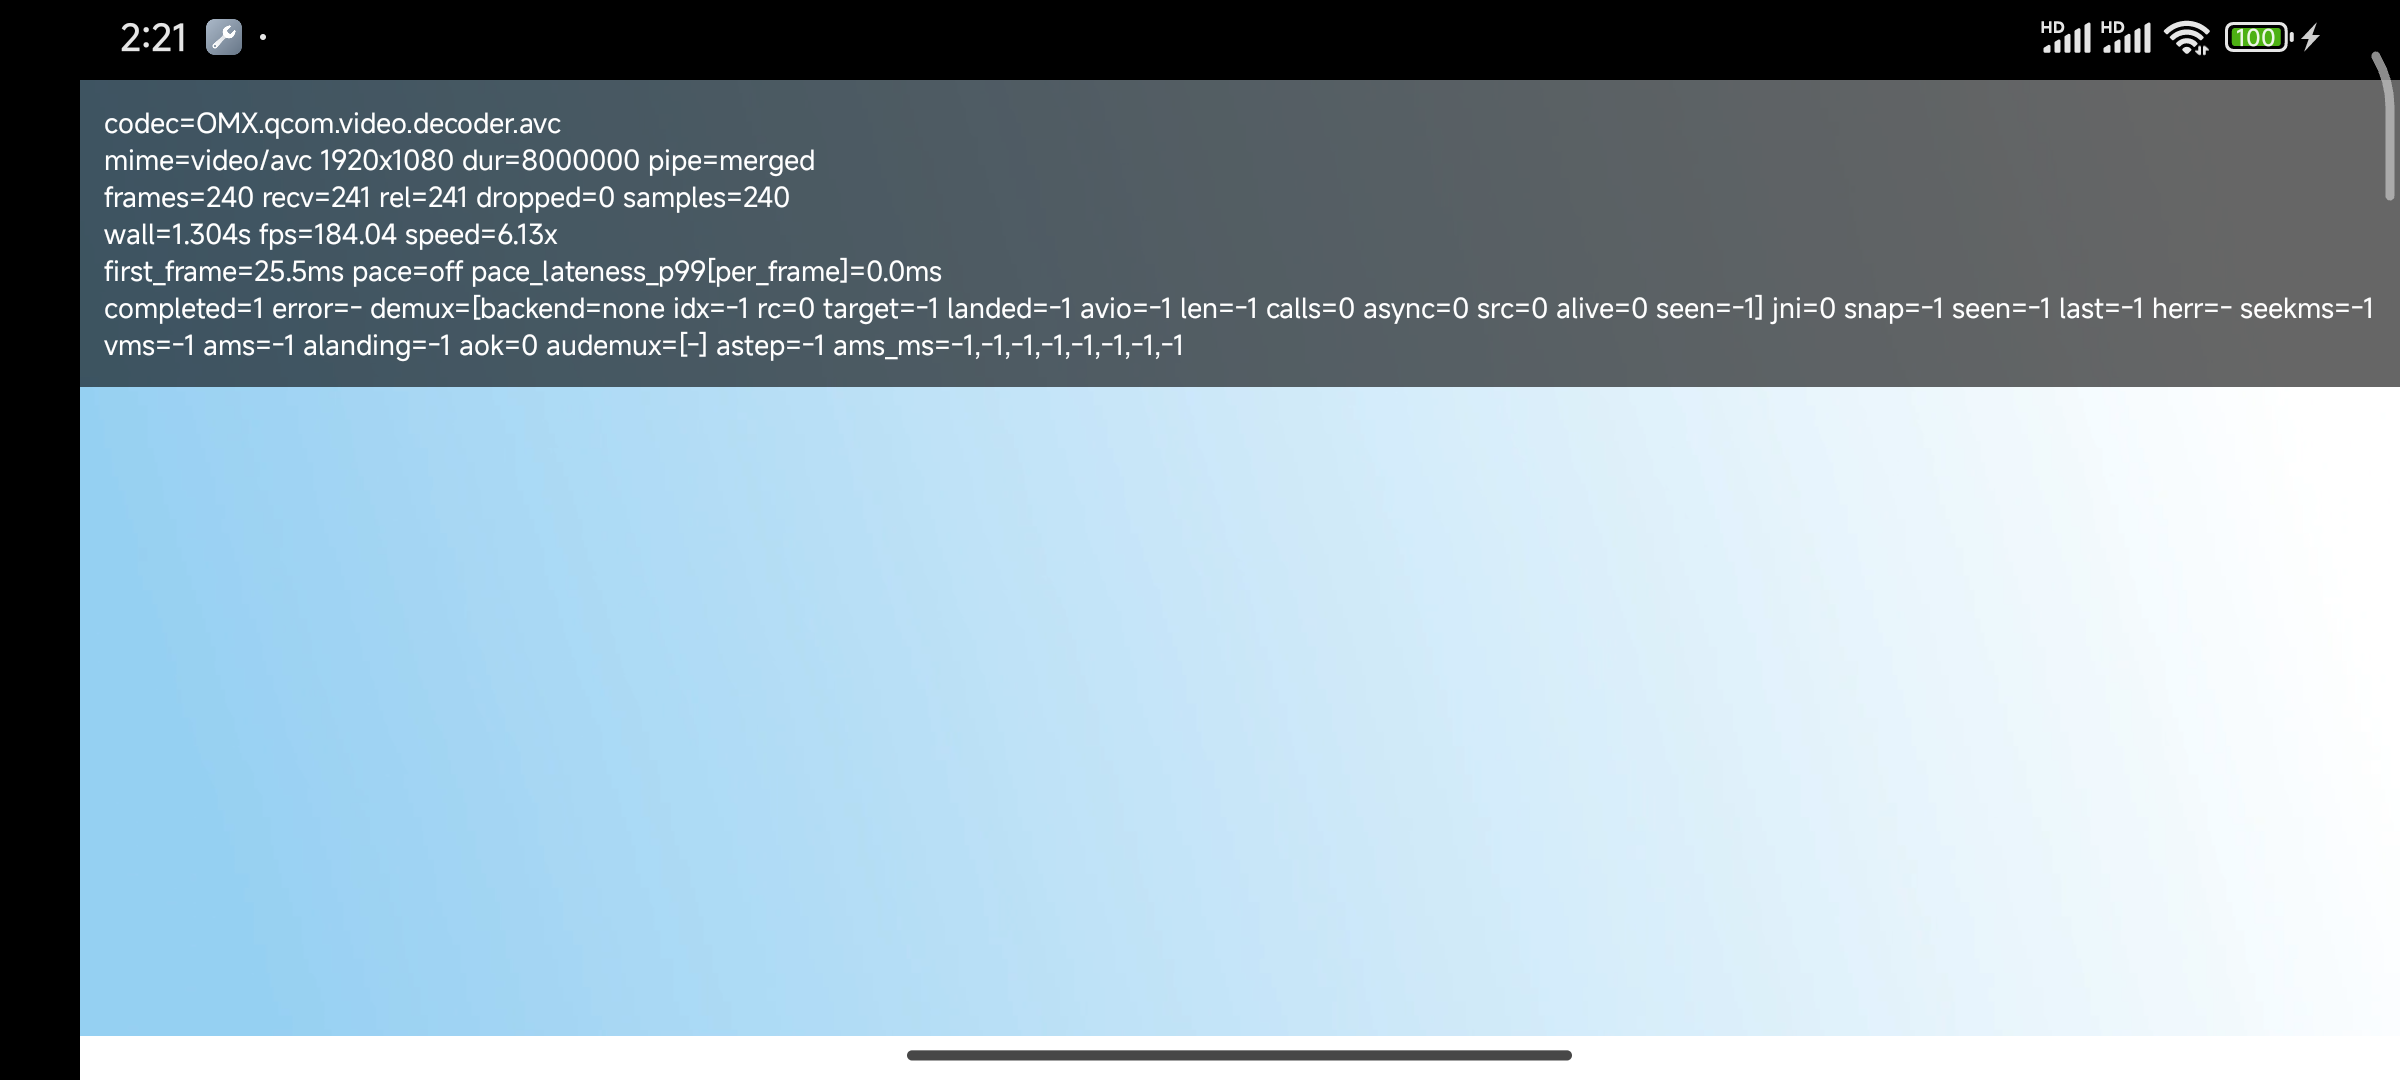 2:21
HD HD 100
codec=OMX.qcom.video.decoder.avc
mime=video/avc 1920x1080 dur=8000000 pipe=merged
frames=240 recv=241 rel=241 dropped=0 samples=240
wall=1.304s fps=184.04 speed=6.13x
first_frame=25.5ms pace=off pace_lateness_p99[per_frame]=0.0ms
completed=1 error=- demux=[backend=none idx=-1 rc=0 target=-1 landed=-1 avio=-1 len=-1 calls=0 async=0 src=0 alive=0 seen=-1] jni=0 snap=-1 seen=-1 last=-1 herr=- seekms=-1
vms=-1 ams=-1 alanding=-1 aok=0 audemux=[-] astep=-1 ams_ms=-1,-1,-1,-1,-1,-1,-1,-1